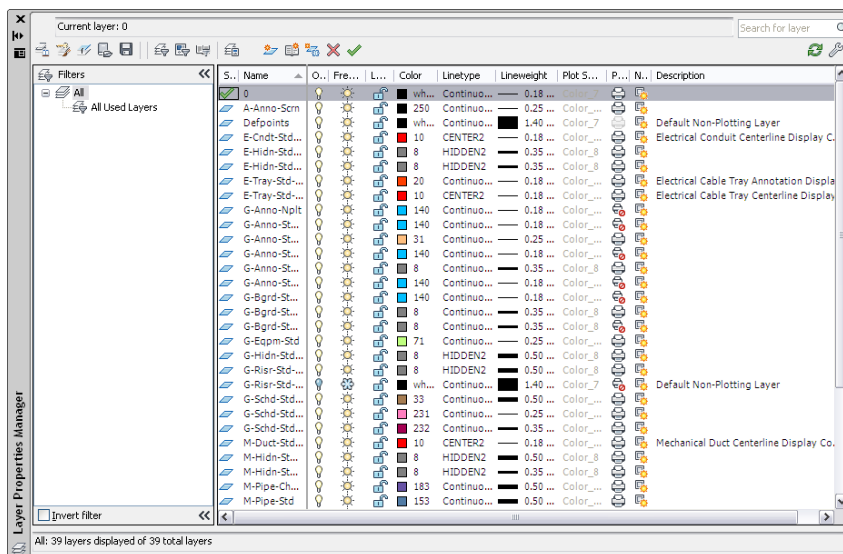 Current layer: 0
Search for layer
Filters
All
All Used Layers
Invert filter
S.. Name O.. Fre... L... Color Linetype Lineweight Plot S... P... N.. Description
0 wh... Continuo... 0.18 ... Color_7
A-Anno-Scrn 250 Continuo... 0.25 ... Color_...
Defpoints wh... Continuo... 1.40 ... Color_7 Default Non-Plotting Layer
E-Cndt-Std... 10 CENTER2 0.18 ... Color_... Electrical Conduit Centerline Display C.
E-Hidn-Std... 8 HIDDEN2 0.35 ... Color_8
E-Hidn-Std... 8 HIDDEN2 0.35 ... Color_8
E-Tray-Std-... 20 Continuo... 0.18 ... Color_... Electrical Cable Tray Annotation Displa
E-Tray-Std-... 10 CENTER2 0.18 ... Color_... Electrical Cable Tray Centerline Display
G-Anno-Nplt 140 Continuo... 0.18 ... Color_...
G-Anno-St... 140 Continuo... 0.18 ... Color_...
G-Anno-St... 31 Continuo... 0.25 ... Color_...
G-Anno-St... 140 Continuo... 0.18 ... Color_...
G-Anno-St... 8 Continuo... 0.35 ... Color_8
G-Anno-St... 140 Continuo... 0.18 ... Color_...
G-Bgrd-St... 140 Continuo... 0.18 ... Color_...
G-Bgrd-St... 8 Continuo... 0.35 ... Color_8
G-Bgrd-St... 8 Continuo... 0.35 ... Color_8
G-Eqpm-Std 71 Continuo... 0.25 ... Color_...
G-Hidn-Std... 8 HIDDEN2 0.50 ... Color_8
G-Hidn-Std... 8 HIDDEN2 0.50 ... Color_8
G-Risr-Std-... wh... Continuo... 1.40 ... Color_7 Default Non-Plotting Layer
G-Schd-Std... 33 Continuo... 0.50 ... Color_...
G-Schd-Std... 231 Continuo... 0.25 ... Color_...
G-Schd-Std... 232 Continuo... 0.35 ... Color_...
M-Duct-Std... 10 CENTER2 0.18 ... Color_... Mechanical Duct Centerline Display Co.
M-Hidn-St... 8 HIDDEN2 0.50 ... Color_8
M-Hidn-St... 8 HIDDEN2 0.35 ... Color_8
M-Pipe-Ch... 183 Continuo... 0.50 ... Color_...
M-Pipe-Std 153 Continuo... 0.50 ... Color_...
Layer Properties Manager
All: 39 layers displayed of 39 total layers